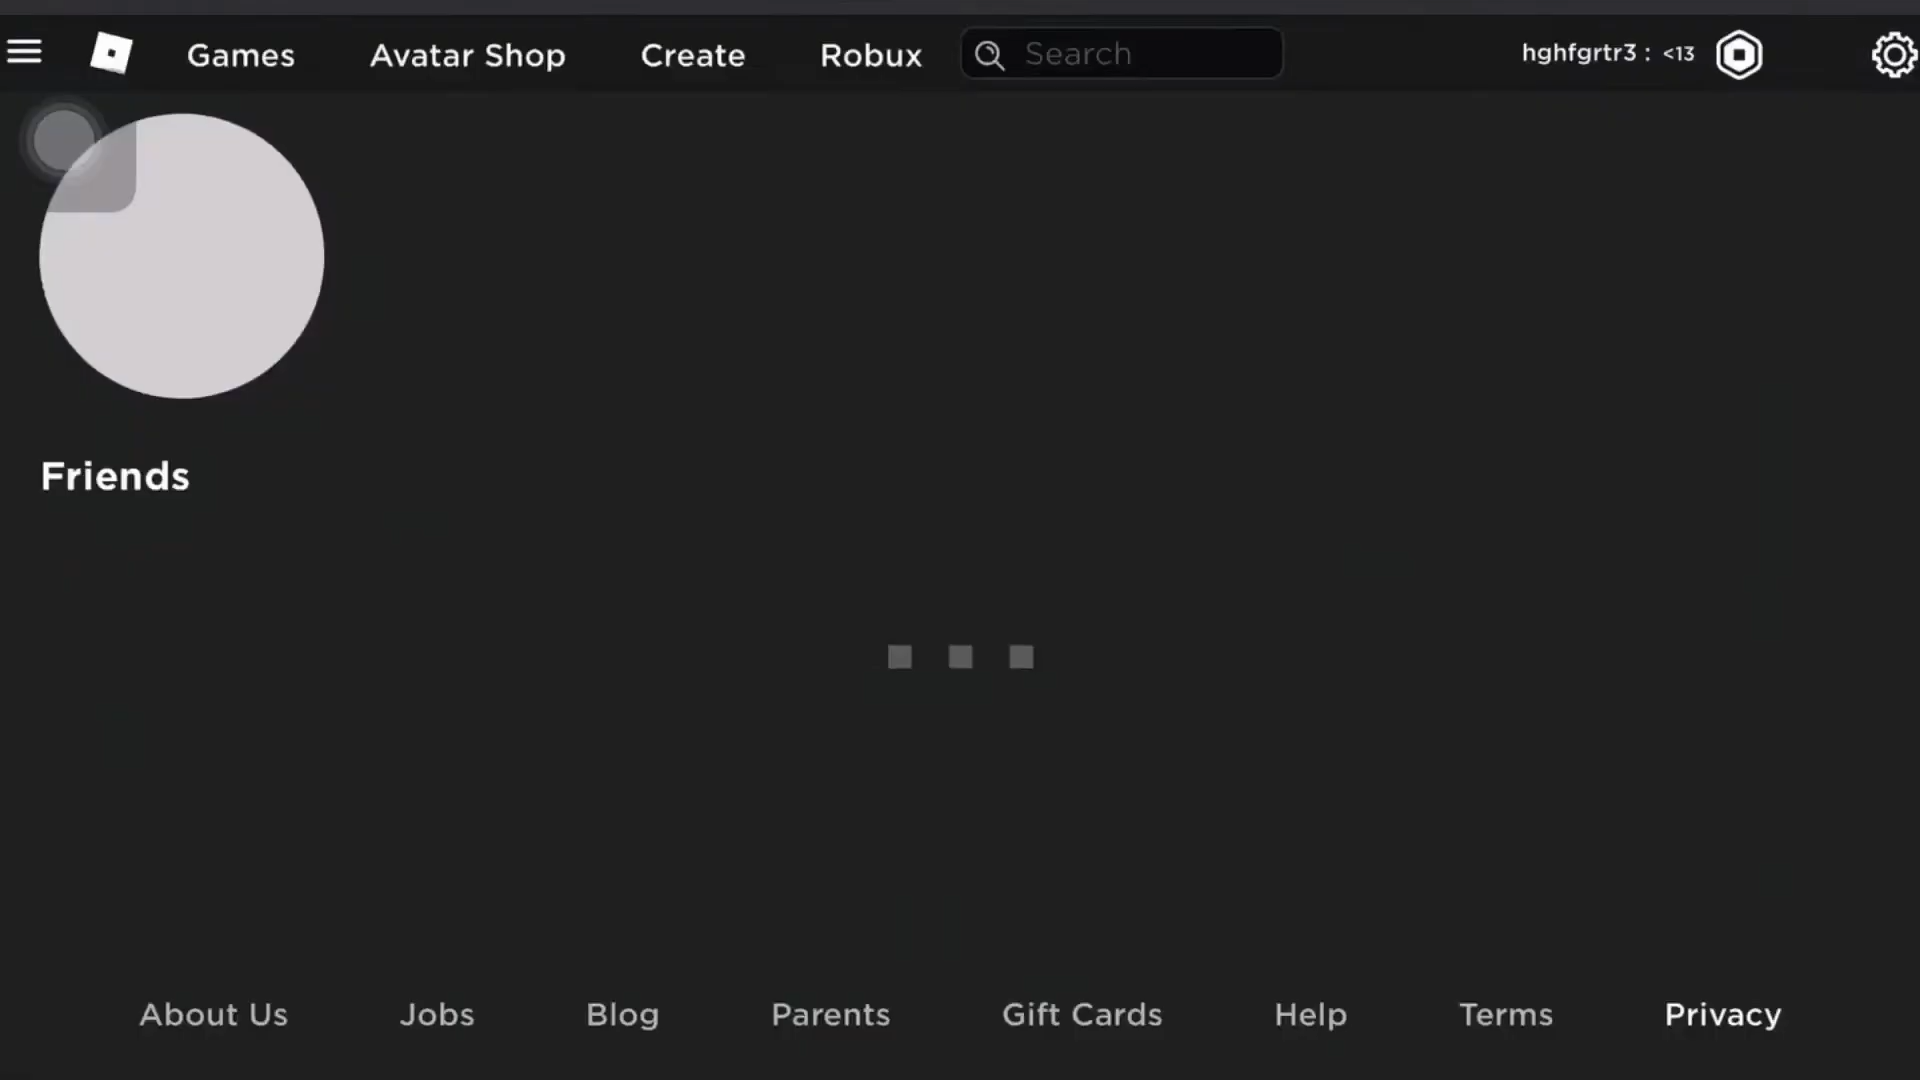 Games Avatar Shop Create Robux Search hghfgrtr3 : <13
Friends
About Us Jobs Blog Parents Gift Cards Help Terms Privacy